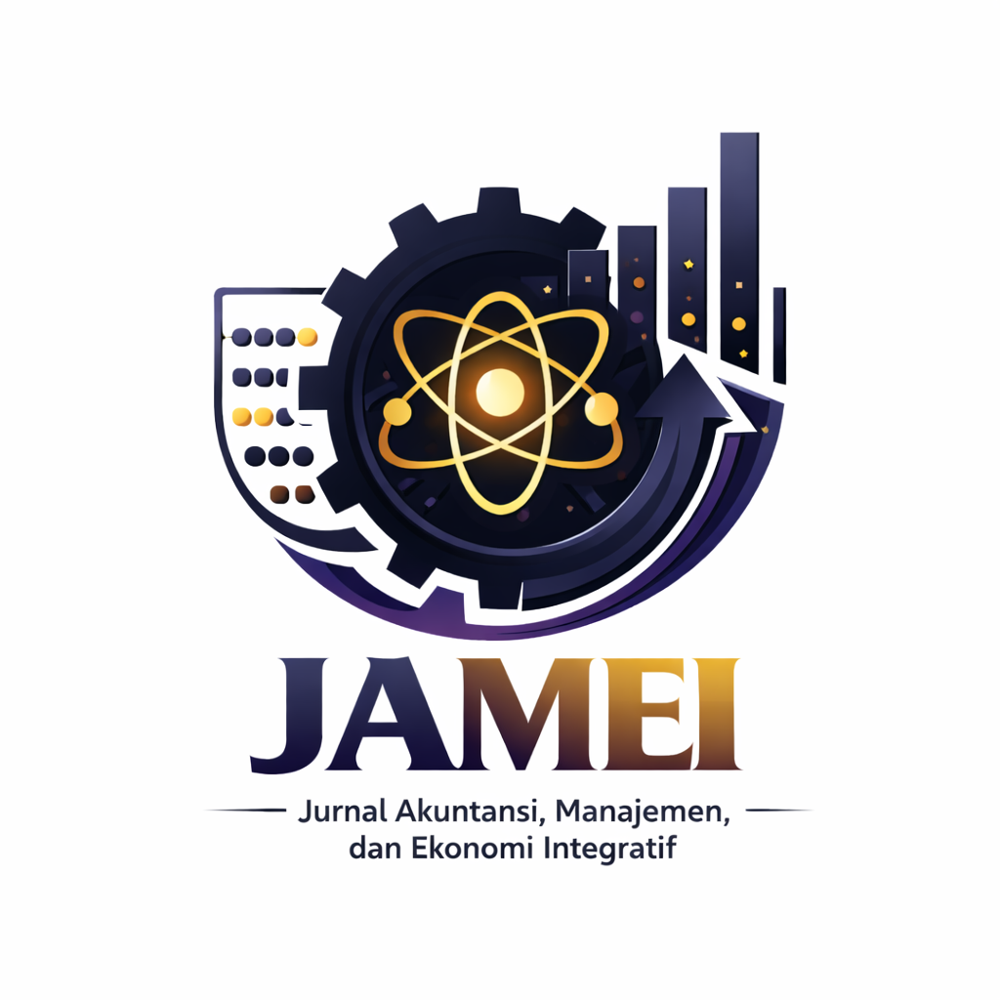 JAMEI
Jurnal Akuntansi, Manajemen,
dan Ekonomi Integratif